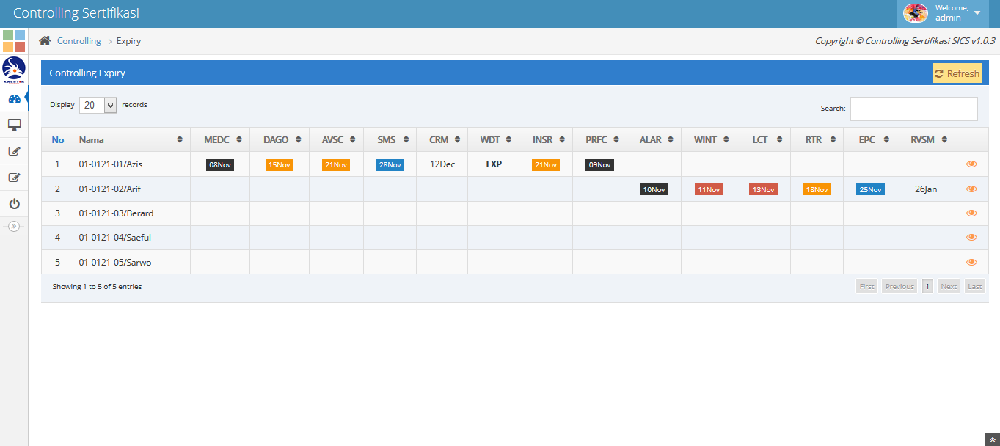 Controlling Sertifikasi
Welcome,
admin
Controlling Expiry
Copyright © Controlling Sertifikasi SICS v1.0.3
KALSTAR
Controlling Expiry
Refresh
Display 20 records
Search:
No Nama MEDC DAGO AVSC SMS CRM WDT INSR PRFC ALAR WINT LCT RTR EPC RVSM
1 01-0121-01/Azis 08Nov 15Nov 21Nov 28Nov 12Dec EXP 21Nov 09Nov
2 01-0121-02/Arif 10Nov 11Nov 13Nov 18Nov 25Nov 26Jan
3 01-0121-03/Berard
4 01-0121-04/Saeful
5 01-0121-05/Sarwo
Showing 1 to 5 of 5 entries
First Previous 1 Next Last